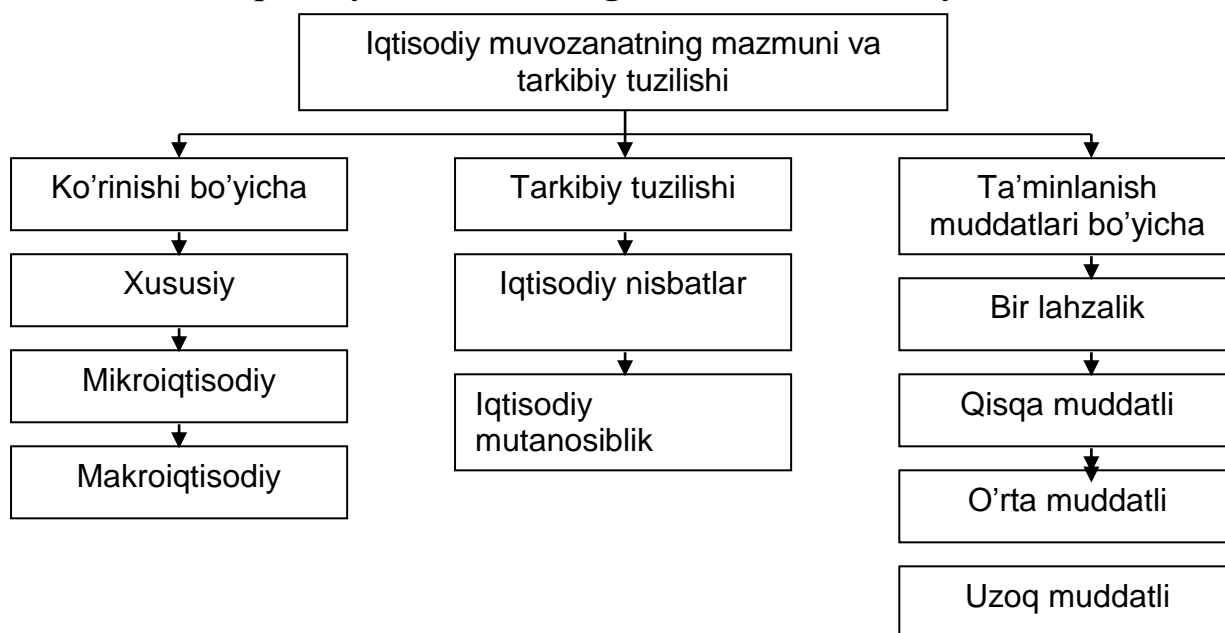 Iqtisodiy muvozanatning mazmuni va
tarkibiy tuzilishi
Ko’rinishi bo’yicha
Xususiy
Mikroiqtisodiy
Makroiqtisodiy
Tarkibiy tuzilishi
Iqtisodiy nisbatlar
Iqtisodiy
mutanosiblik
Ta’minlanish
muddatlari bo’yicha
Bir lahzalik
Qisqa muddatli
O’rta muddatli
Uzoq muddatli